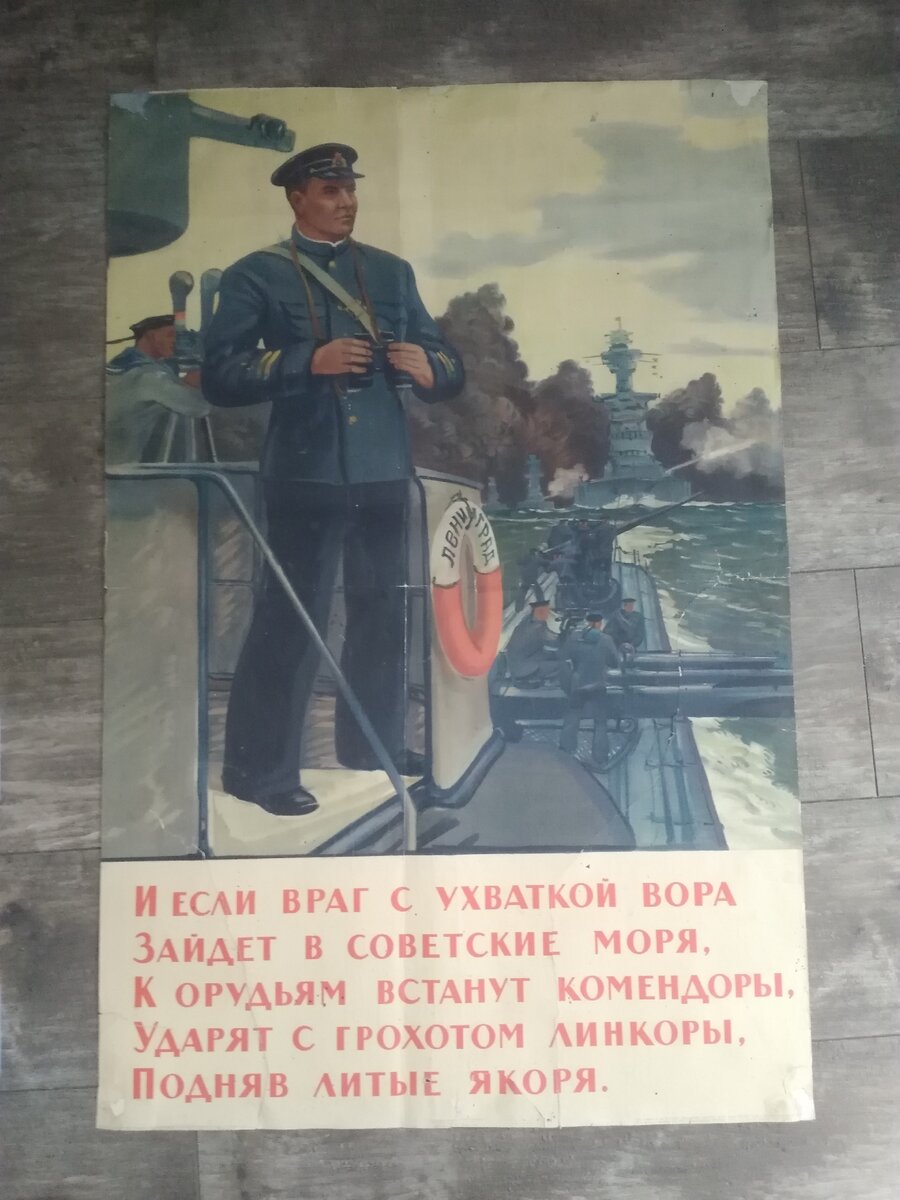 ЛЕНИНГРАД
И ЕСЛИ ВРАГ С УХВАТКОЙ ВОРА
ЗАЙДЕТ В СОВЕТСКИЕ МОРЯ,
К ОРУДЬЯМ ВСТАНУТ КОМЕНДОРЫ,
УДАРЯТ С ГРОХОТОМ ЛИНКОРЫ,
ПОДНЯВ ЛИТЫЕ ЯКОРЯ.